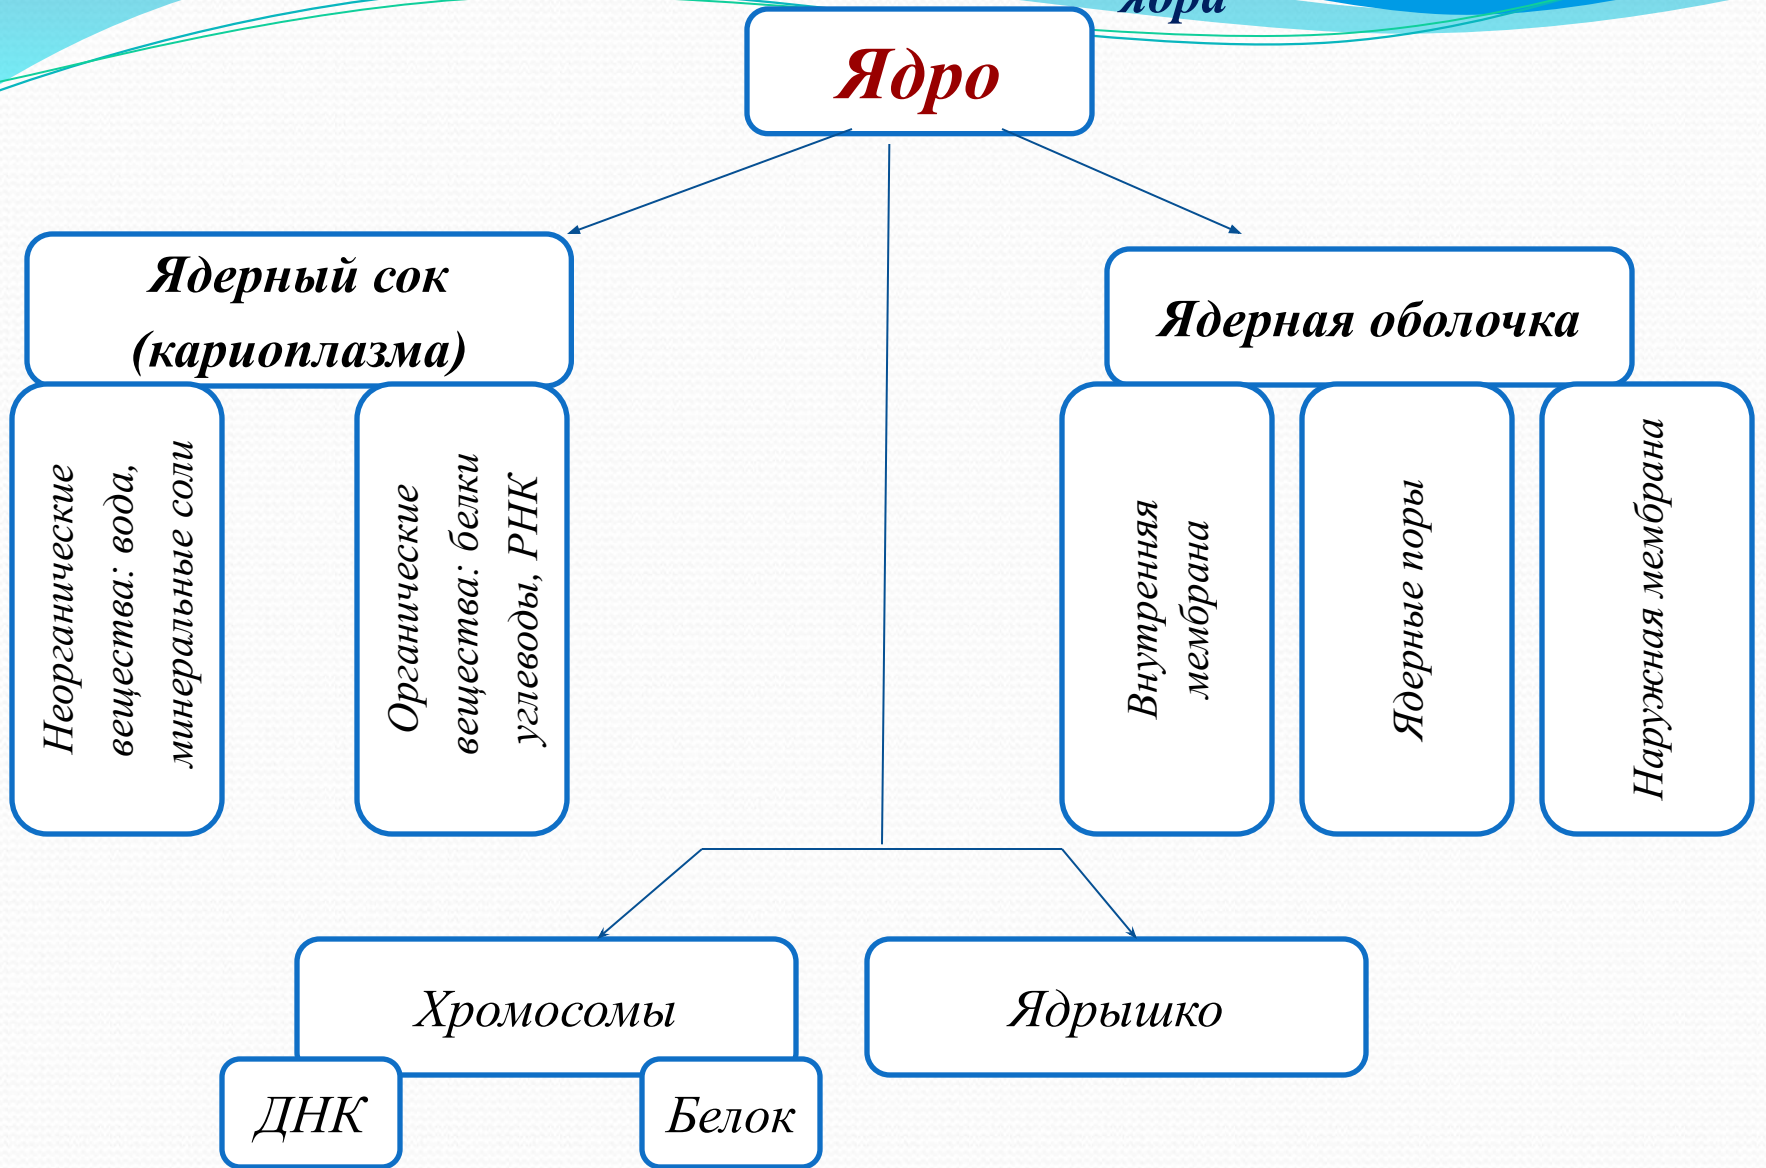 Ядро
Ядерный сок
(кариоплазма)
Ядерная оболочка
Неорганические
вещества: вода,
минеральные соли
Органические
вещества: белки
углеводы, РНК
Внутренняя
мембрана
Ядерные поры
Наружная мембрана
Хромосомы
Ядрышко
ДНК
Белок